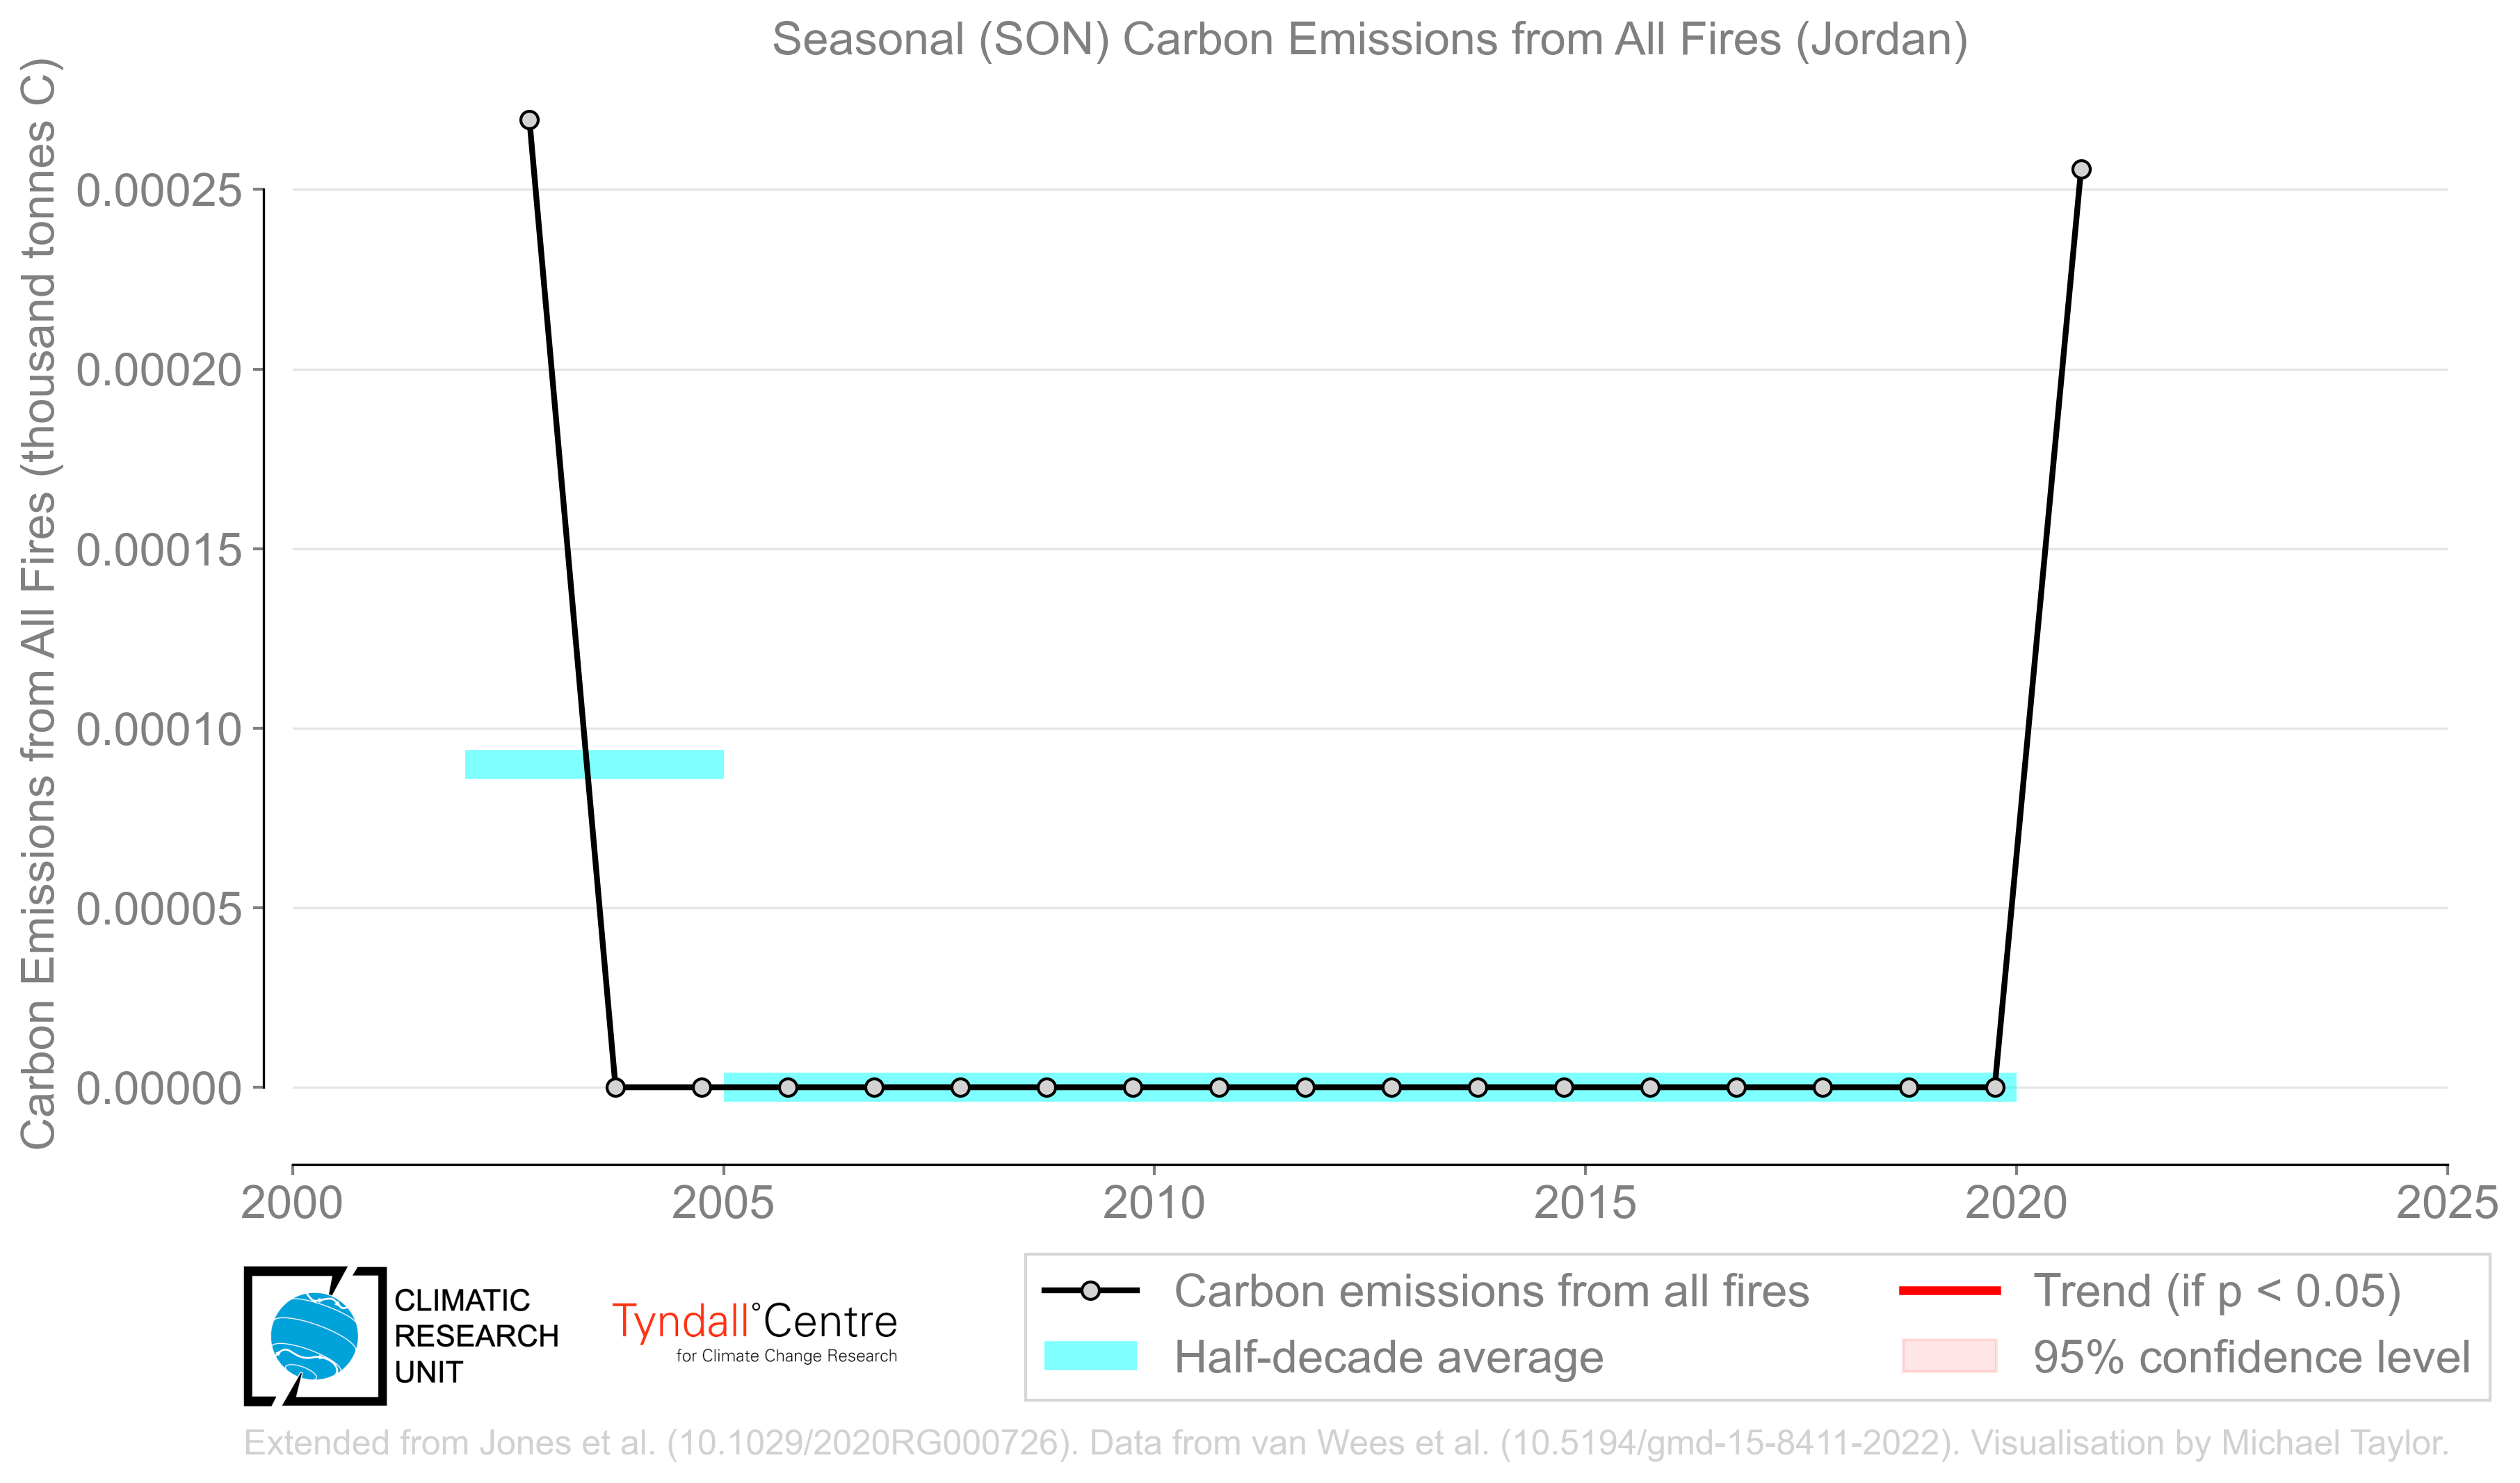 Seasonal (SON) Carbon Emissions from All Fires (Jordan)
Carbon Emissions from All Fires (thousand tonnes C)
0.00025
0.00020
0.00015
0.00010
0.00005
0.00000
2000
2005
2010
2015
2020
2025
CLIMATIC
RESEARCH
UNIT
Tyndall°Centre
for Climate Change Research
Carbon emissions from all fires
Half-decade average
Trend (if p < 0.05)
95% confidence level
Extended from Jones et al. (10.1029/2020RG000726). Data from van Wees et al. (10.5194/gmd-15-8411-2022). Visualisation by Michael Taylor.